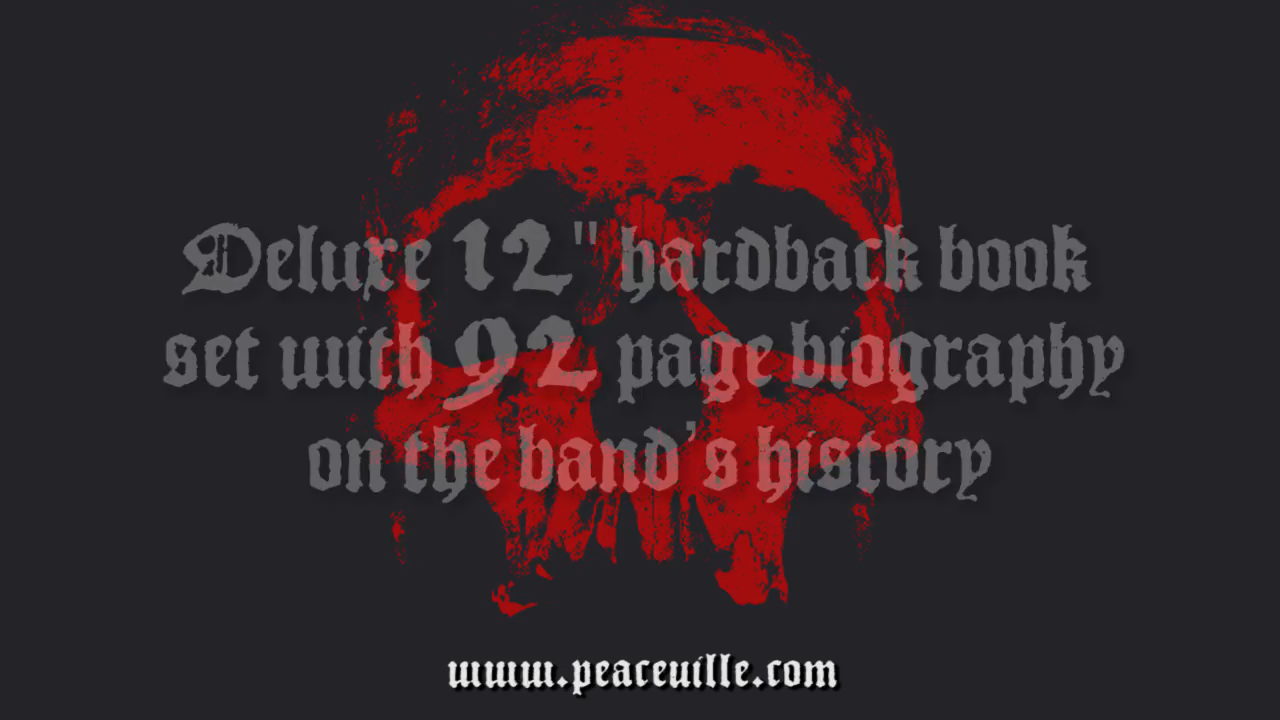 Deluxe 12" hardback book
set with 92 page biography
on the band's history
www.peaceville.com